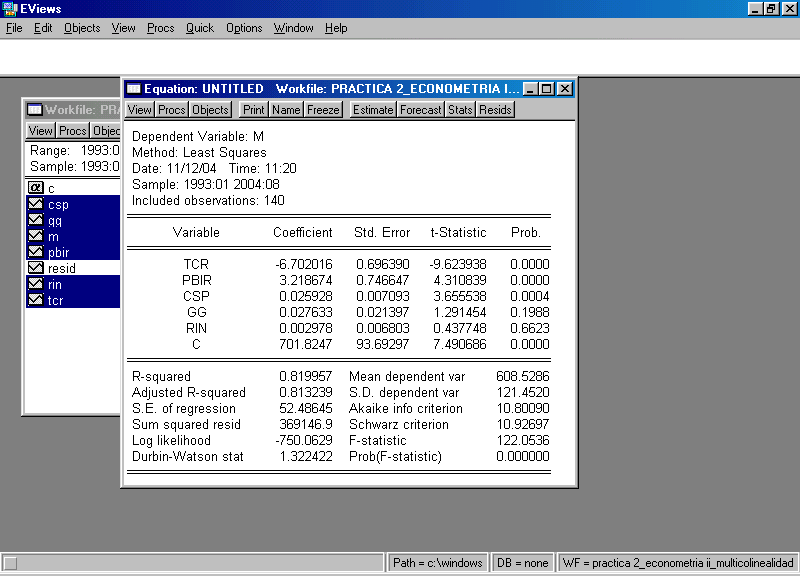 EViews
File Edit Objects View Procs Quick Options Window Help
Workfile: PRA
View Procs Objec
Range: 1993:0
Sample: 1993:0
c
csp
gg
m
pbir
resid
rin
tcr
Equation: UNTITLED Workfile: PRACTICA 2_ECONOMETRIA I...
View Procs Objects Print Name Freeze Estimate Forecast Stats Resids
Dependent Variable: M
Method: Least Squares
Date: 11/12/04 Time: 11:20
Sample: 1993:01 2004:08
Included observations: 140
Variable Coefficient Std. Error t-Statistic Prob.
TCR -6.702016 0.696390 -9.623938 0.0000
PBIR 3.218674 0.746647 4.310839 0.0000
CSP 0.025928 0.007093 3.655538 0.0004
GG 0.027633 0.021397 1.291454 0.1988
RIN 0.002978 0.006803 0.437748 0.6623
C 701.8247 93.69297 7.490686 0.0000
R-squared 0.819957 Mean dependent var 608.5286
Adjusted R-squared 0.813239 S.D. dependent var 121.4520
S.E. of regression 52.48645 Akaike info criterion 10.80090
Sum squared resid 369146.9 Schwarz criterion 10.92697
Log likelihood -750.0629 F-statistic 122.0536
Durbin-Watson stat 1.322422 Prob(F-statistic) 0.000000
Path = c:\windows DB = none WF = practica 2_econometria ii_multicolinealidad